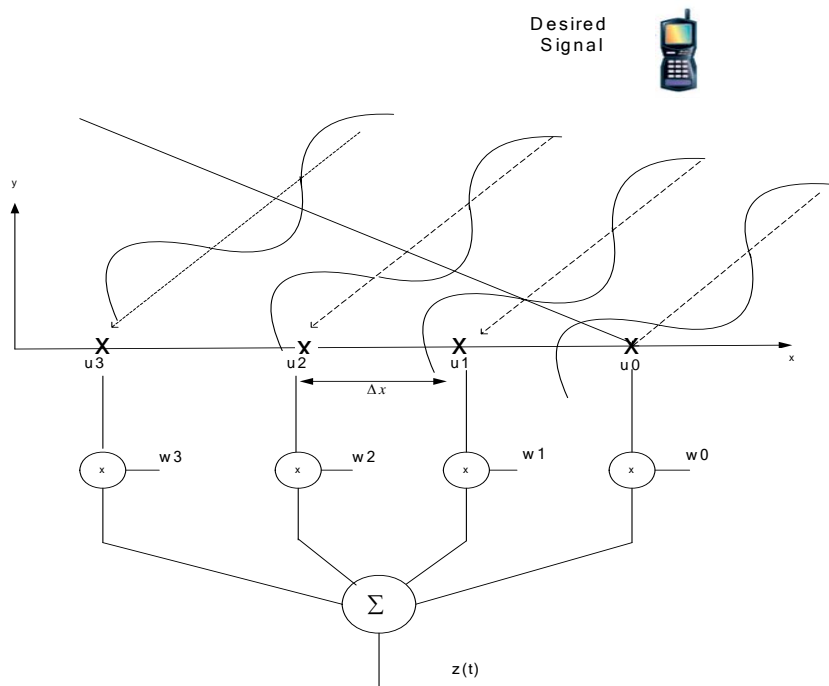 Desired
Signal
y
X X X X
x
u3 u2 u1 u0
Δx
x w3 x w2 x w1 x w0
Σ
z(t)